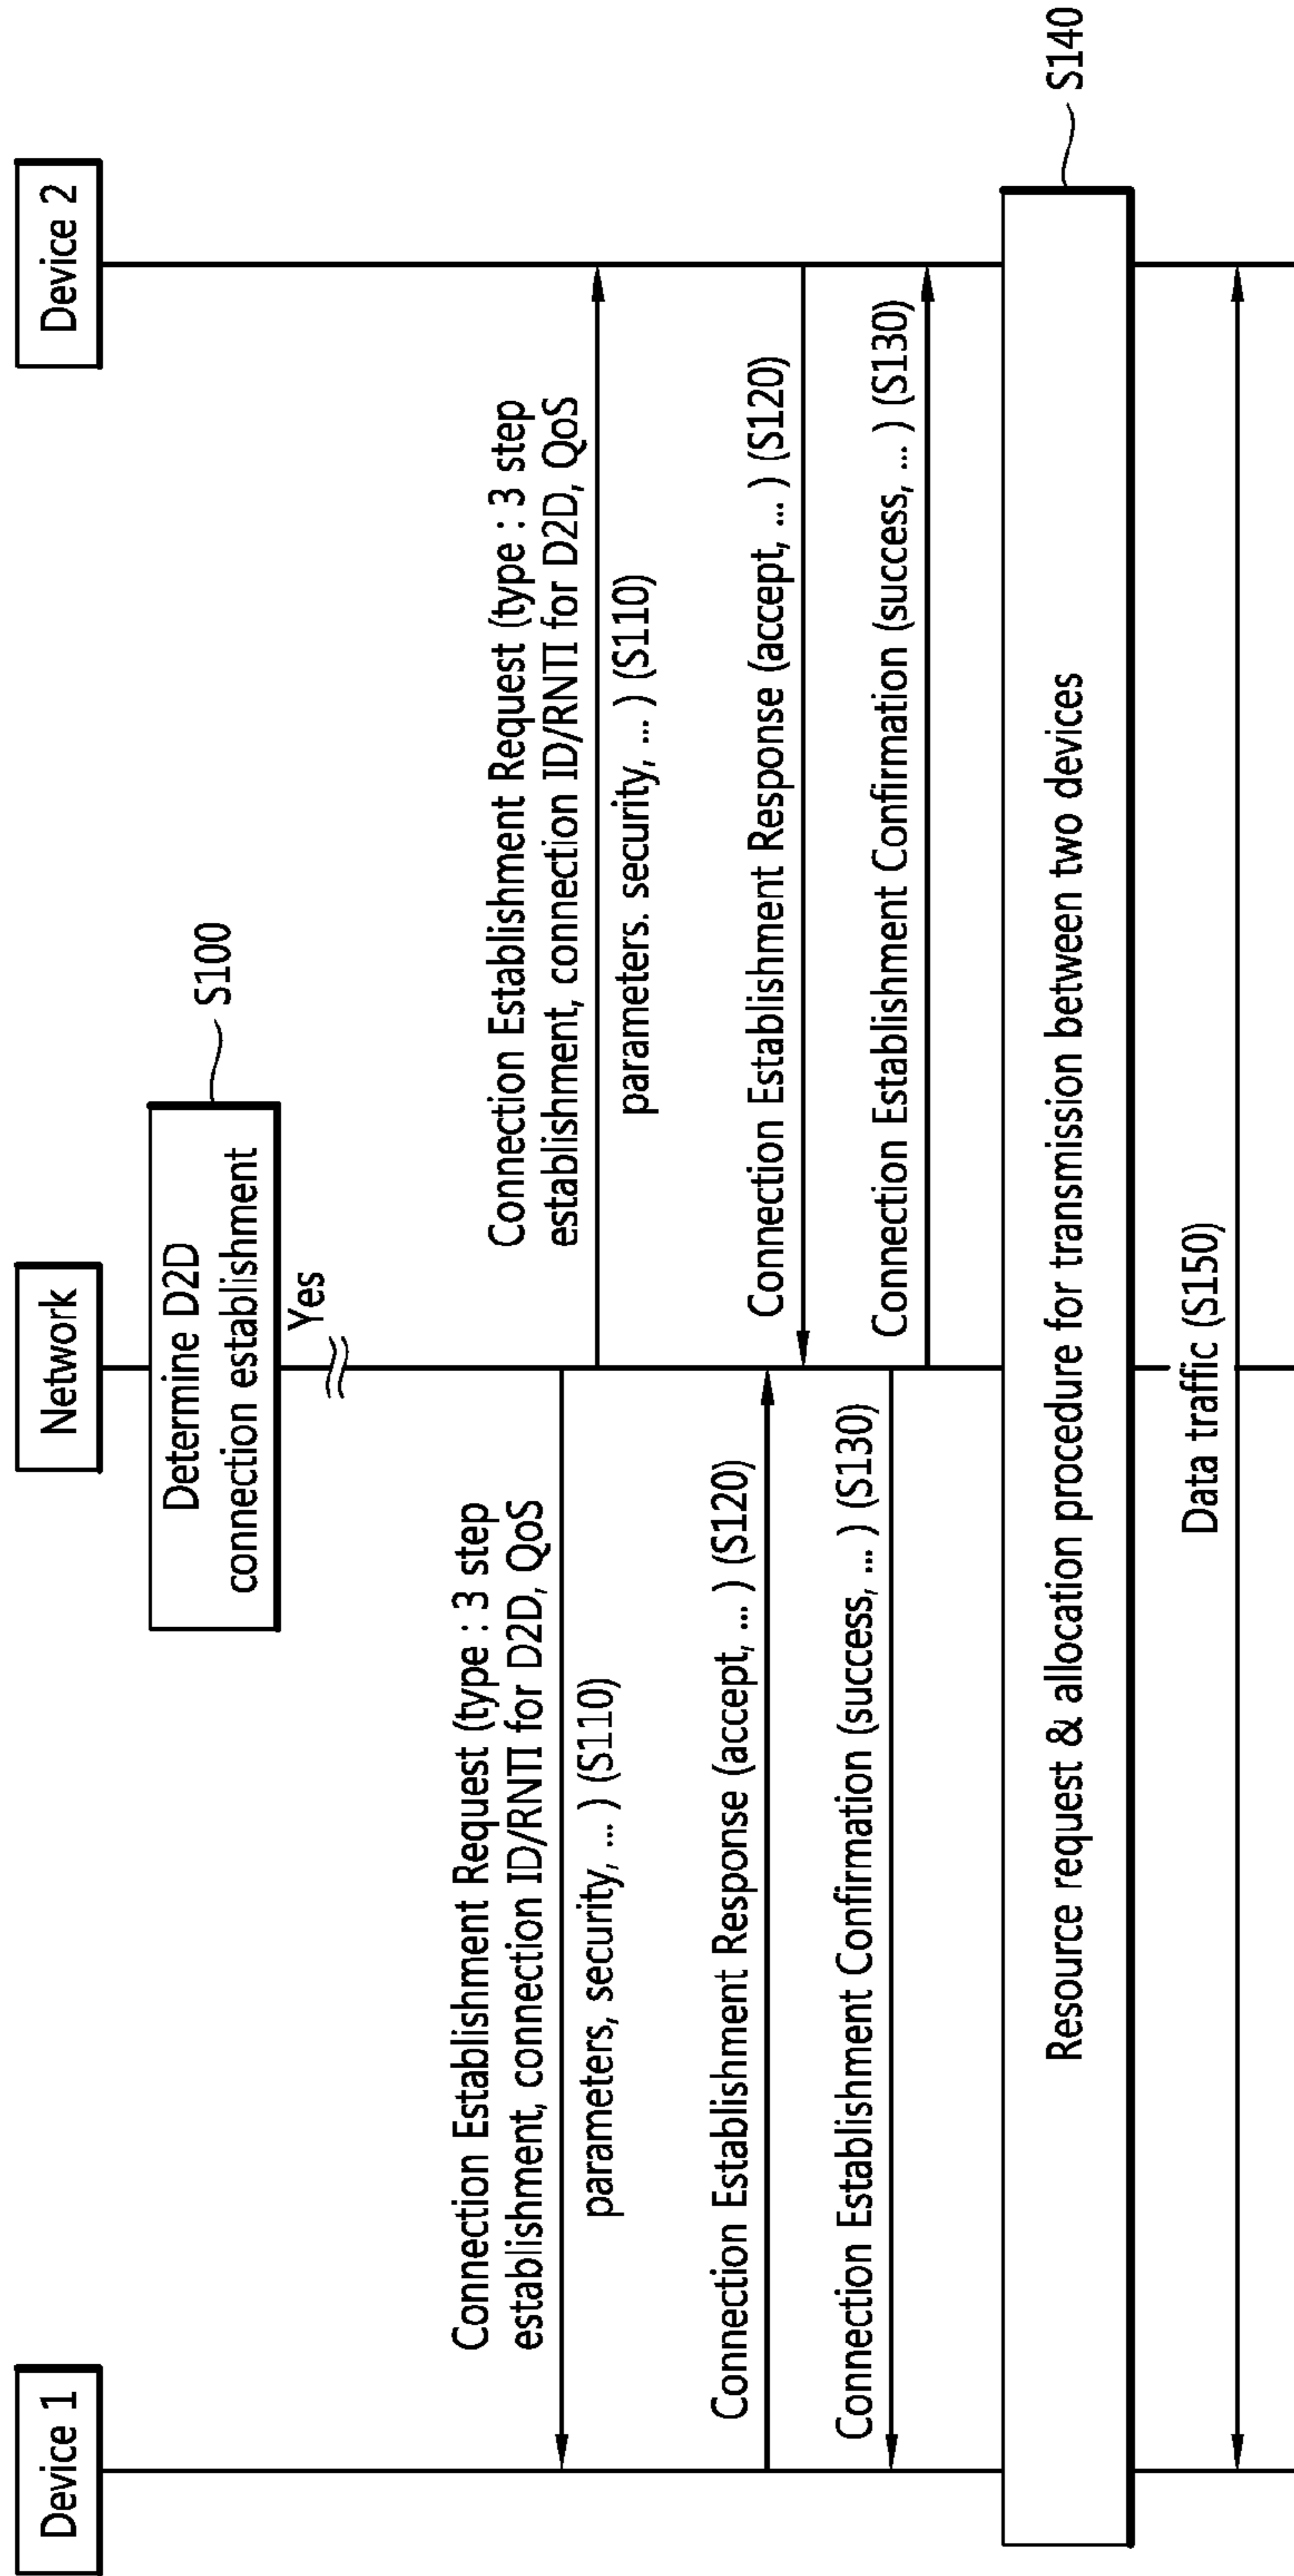 Device 1
Network
Device 2
Determine D2D
connection establishment
S100
Yes
Connection Establishment Request (type : 3 step
establishment, connection ID/RNTI for D2D, QoS
parameters, security, ... ) (S110)
Connection Establishment Request (type : 3 step
establishment, connection ID/RNTI for D2D, QoS
parameters. security, ... ) (S110)
Connection Establishment Response (accept, ... ) (S120)
Connection Establishment Response (accept, ... ) (S120)
Connection Establishment Confirmation (success, ... ) (S130)
Connection Establishment Confirmation (success, ... ) (S130)
Resource request & allocation procedure for transmission between two devices
S140
Data traffic (S150)